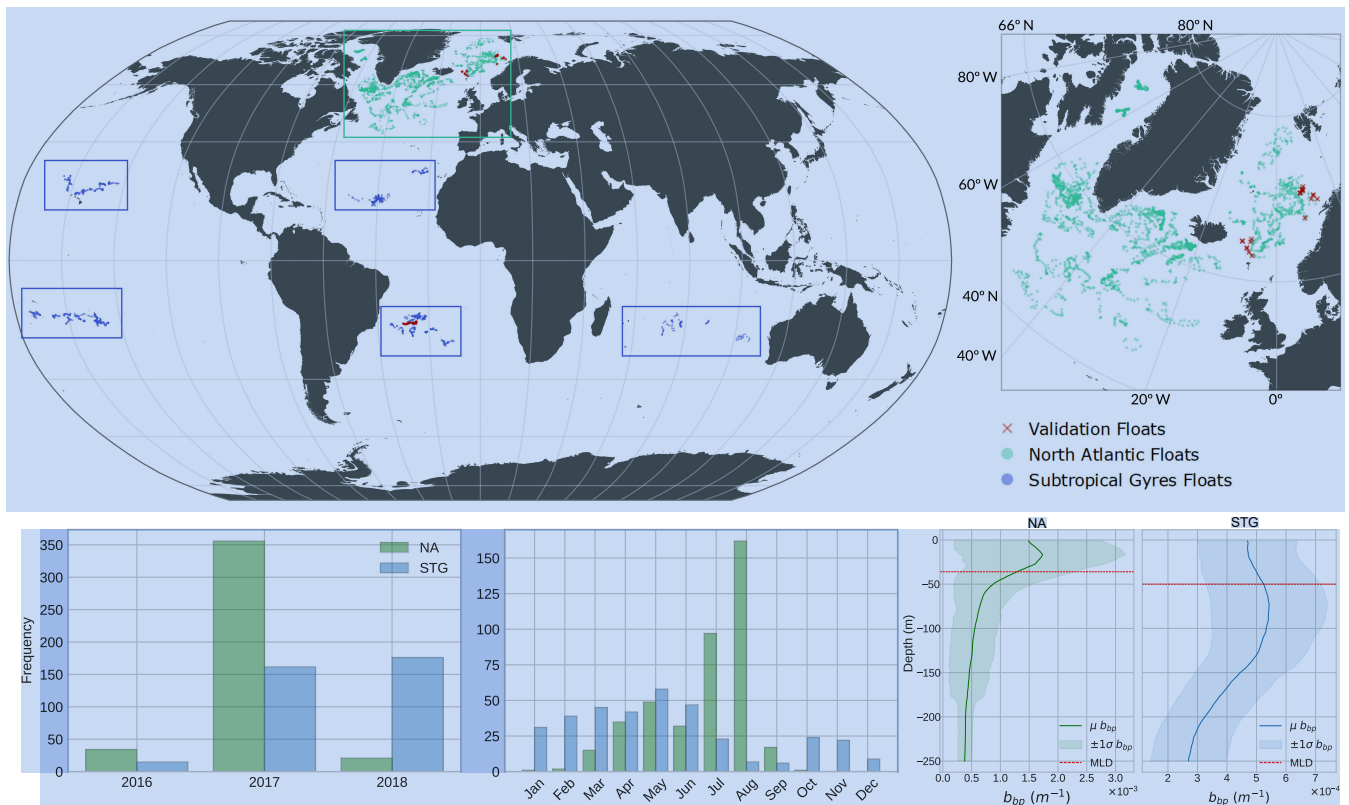 66°N 80°N
80°W
60°W
40°N
40°W
20°W 0°
Validation Floats
North Atlantic Floats
Subtropical Gyres Floats
Frequency
350
300
250
200
150
100
50
0
2016 2017 2018
NA
STG
150
125
100
75
50
25
0
Jan Feb Mar Apr May Jun Jul Aug Sep Oct Nov Dec
NA
Depth (m)
0
−50
−100
−150
−200
−250
μ b_bp
±1σ b_bp
MLD
0.0 0.5 1.0 1.5 2.0 2.5 3.0
×10⁻³
b_bp (m⁻¹)
STG
μ b_bp
±1σ b_bp
MLD
2 3 4 5 6 7
×10⁻⁴
b_bp (m⁻¹)